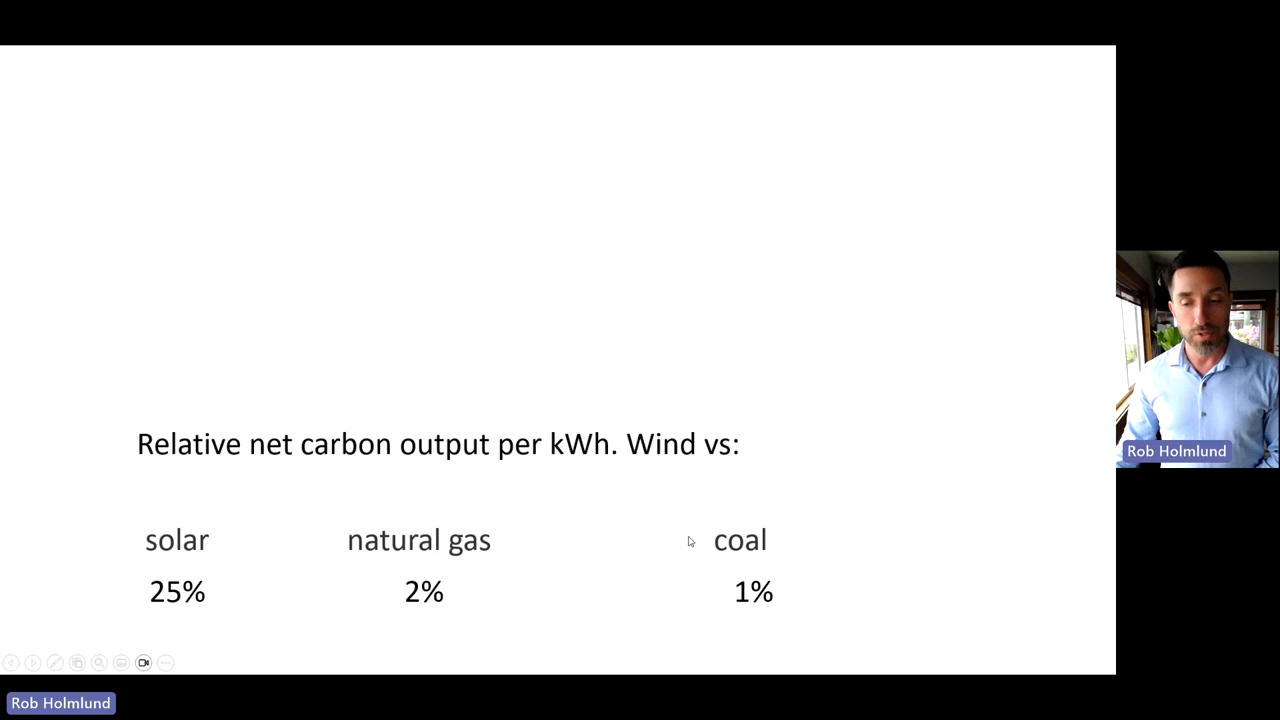 Relative net carbon output per kWh. Wind vs:
solar natural gas coal
25% 2% 1%
Rob Holmlund
Rob Holmlund